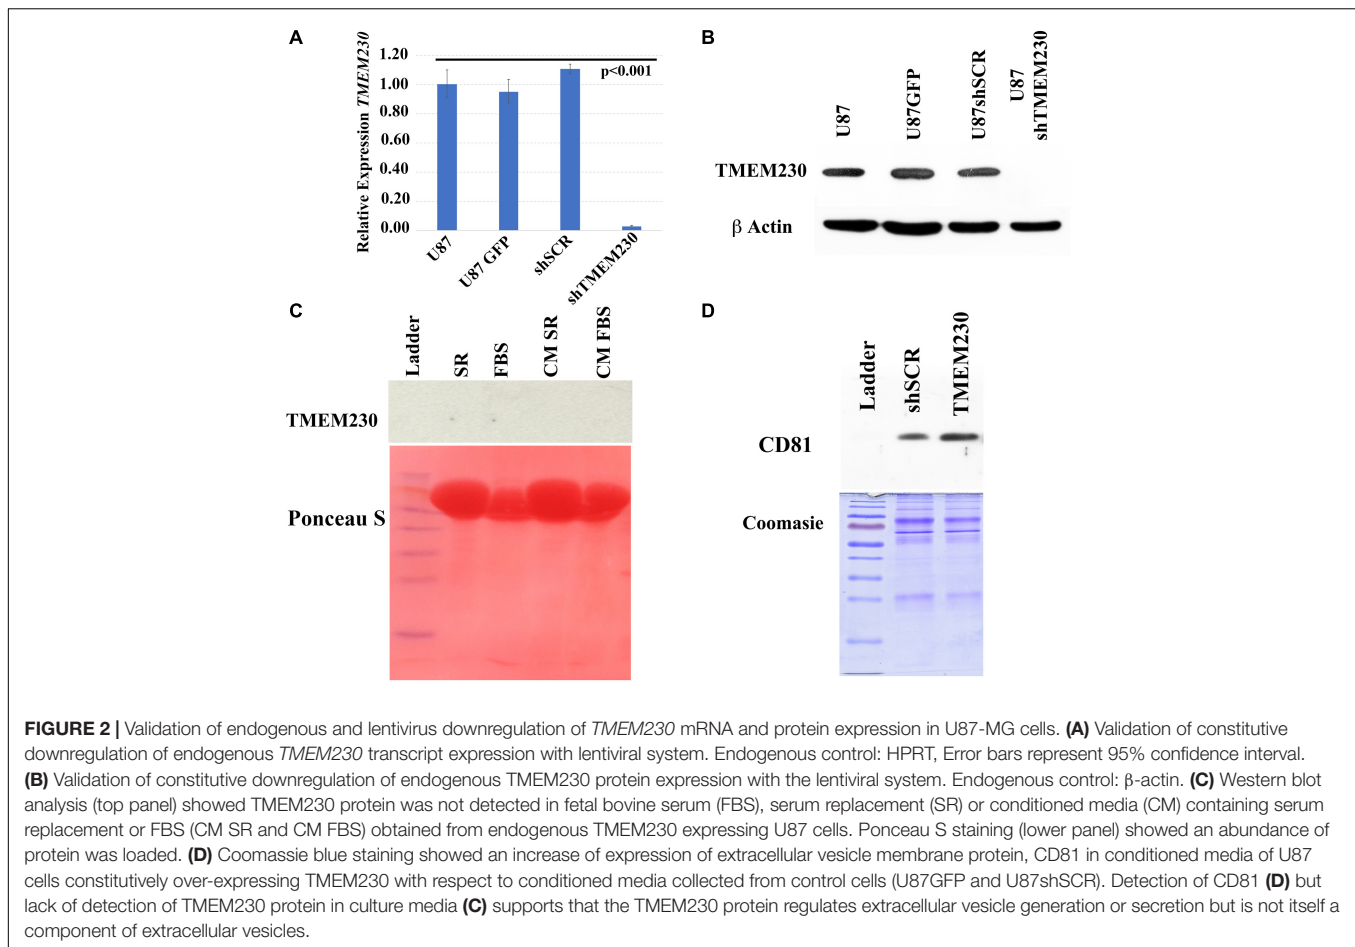 A
Relative Expression TMEM230
1.20
1.00
0.80
0.60
0.40
0.20
0.00
p<0.001
U87
U87 GFP
shSCR
shTMEM230
B
U87
U87GFP
U87shSCR
U87
shTMEM230
TMEM230
β Actin
C
Ladder
SR
FBS
CM SR
CM FBS
TMEM230
Ponceau S
D
Ladder
shSCR
TMEM230
CD81
Coomasie
FIGURE 2 | Validation of endogenous and lentivirus downregulation of TMEM230 mRNA and protein expression in U87-MG cells. (A) Validation of constitutive
downregulation of endogenous TMEM230 transcript expression with lentiviral system. Endogenous control: HPRT, Error bars represent 95% confidence interval.
(B) Validation of constitutive downregulation of endogenous TMEM230 protein expression with the lentiviral system. Endogenous control: β-actin. (C) Western blot
analysis (top panel) showed TMEM230 protein was not detected in fetal bovine serum (FBS), serum replacement (SR) or conditioned media (CM) containing serum
replacement or FBS (CM SR and CM FBS) obtained from endogenous TMEM230 expressing U87 cells. Ponceau S staining (lower panel) showed an abundance of
protein was loaded. (D) Coomassie blue staining showed an increase of expression of extracellular vesicle membrane protein, CD81 in conditioned media of U87
cells constitutively over-expressing TMEM230 with respect to conditioned media collected from control cells (U87GFP and U87shSCR). Detection of CD81 (D) but
lack of detection of TMEM230 protein in culture media (C) supports that the TMEM230 protein regulates extracellular vesicle generation or secretion but is not itself a
component of extracellular vesicles.